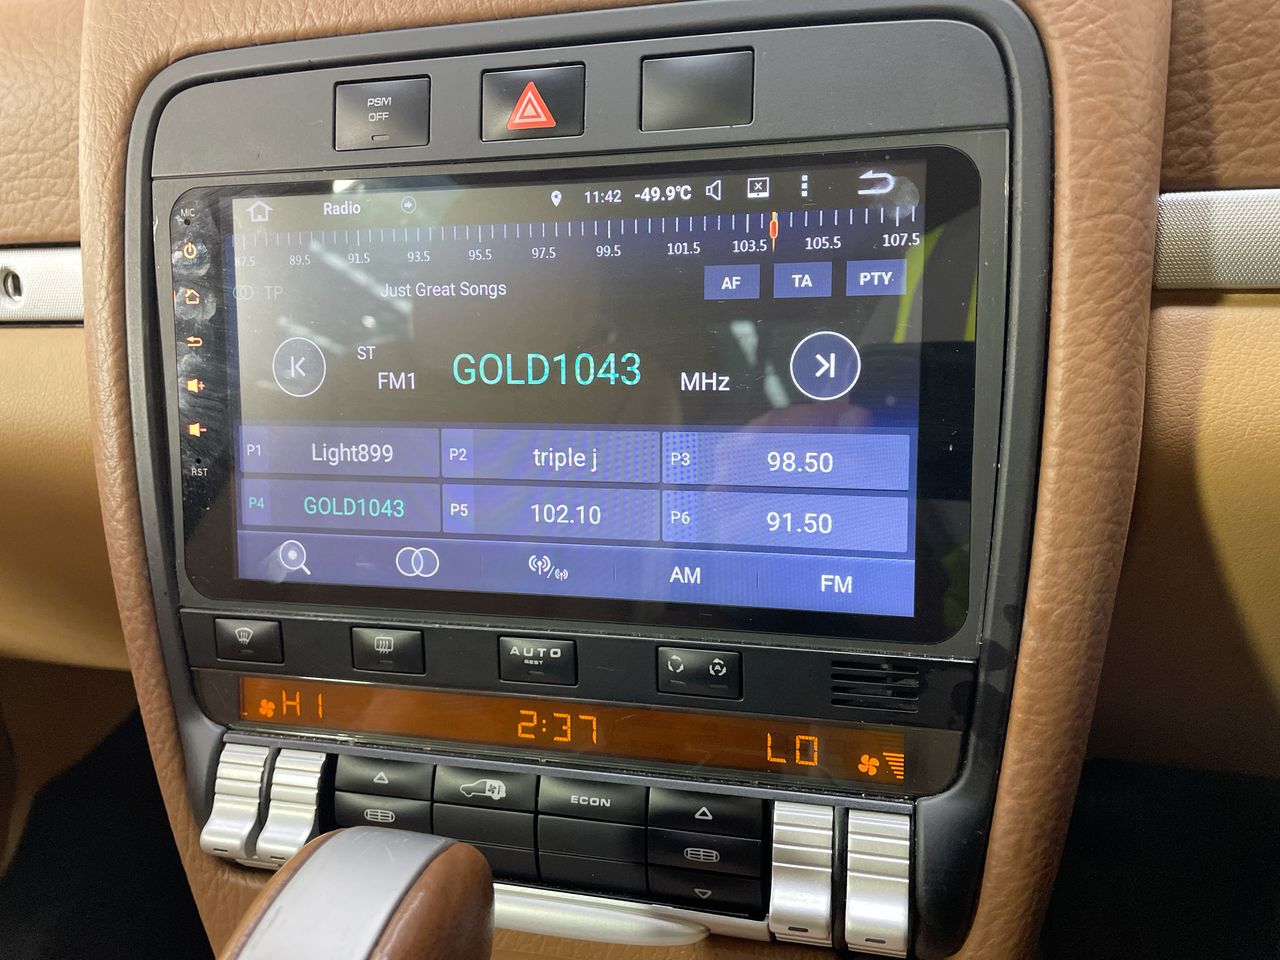 PSM
OFF
MIC
Radio
11:42
-49.9℃
87.5 89.5 91.5 93.5 95.5 97.5 99.5 101.5 103.5 105.5 107.5
TP
Just Great Songs
AF TA PTY
ST
FM1
GOLD1043
MHz
P1 Light899
P2 triple j
P3 98.50
RST
P4 GOLD1043
P5 102.10
P6 91.50
AM
FM
AUTO
REST
A
HI
2:37
LO
ECON